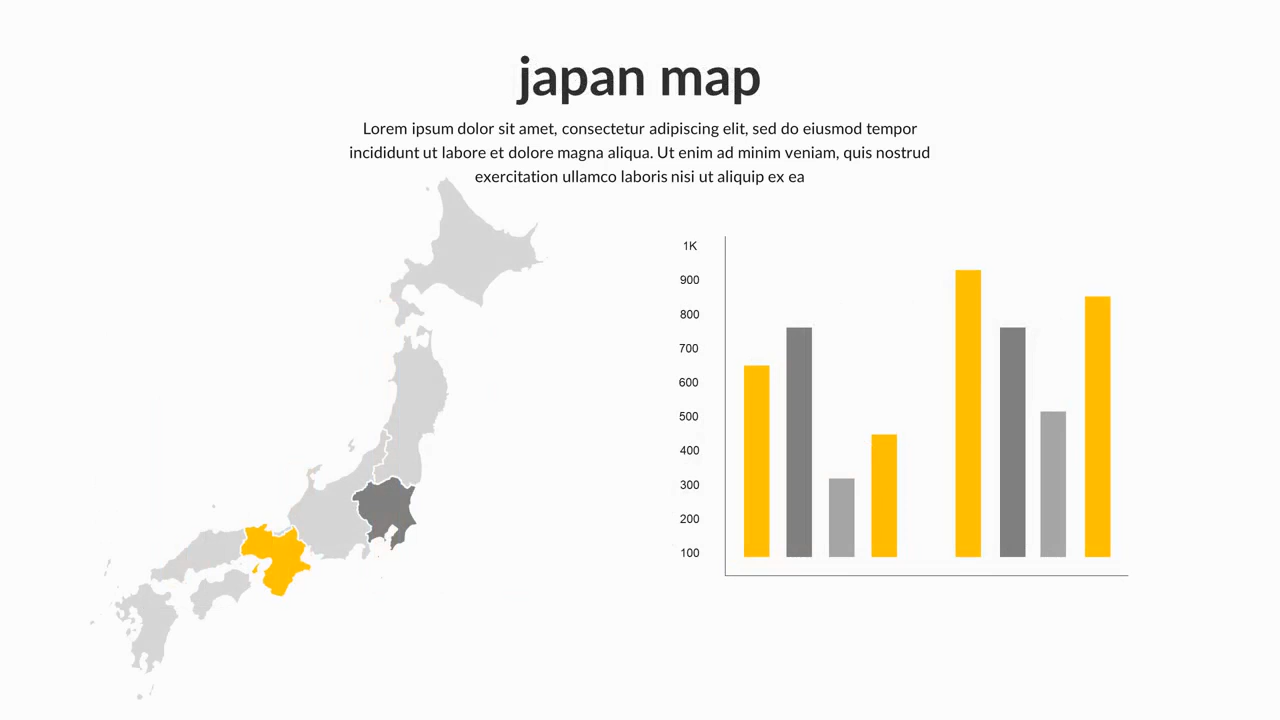 japan map
Lorem ipsum dolor sit amet, consectetur adipiscing elit, sed do eiusmod tempor
incididunt ut labore et dolore magna aliqua. Ut enim ad minim veniam, quis nostrud
exercitation ullamco laboris nisi ut aliquip ex ea
1K
900
800
700
600
500
400
300
200
100